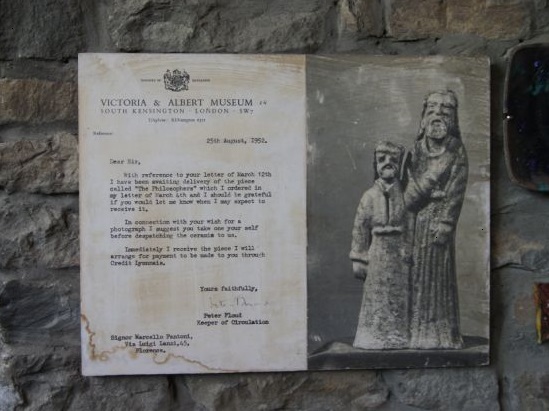 VICTORIA & ALBERT MUSEUM
SOUTH KENSINGTON · LONDON · SW7
25th August, 1952.
Dear Sir,
With reference to your letter of March 12th
I have been awaiting delivery of the piece
called "The Philosophers" which I ordered in
my letter of March 4th and I should be grateful
if you would let me know when I may expect to
receive it.
In connection with your wish for a
photograph I suggest you take one your self
before despatching the ceramic to us.
Immediately I receive the piece I will
arrange for payment to be made to you through
Credit Lyonnais.
Yours faithfully,
Peter Floud
Keeper of Circulation
Signor Marcello Fantoni,
Via Luigi Lanzi,45,
Florence.